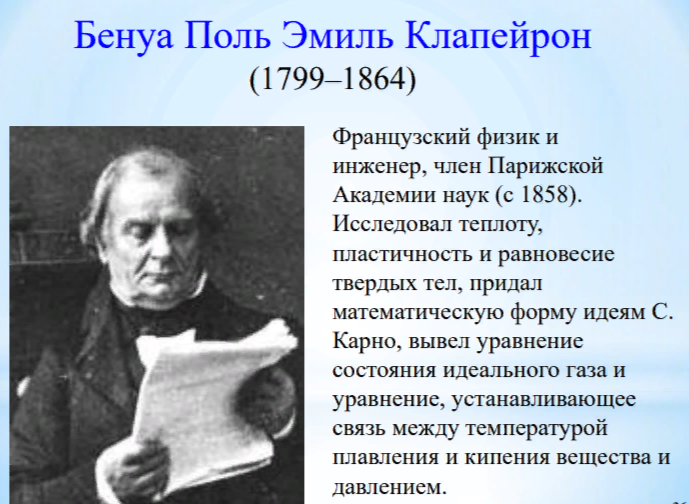 Бенуа Поль Эмиль Клапейрон
(1799–1864)
Французский физик и
инженер, член Парижской
Академии наук (с 1858).
Исследовал теплоту,
пластичность и равновесие
твердых тел, придал
математическую форму идеям С.
Карно, вывел уравнение
состояния идеального газа и
уравнение, устанавливающее
связь между температурой
плавления и кипения вещества и
давлением.